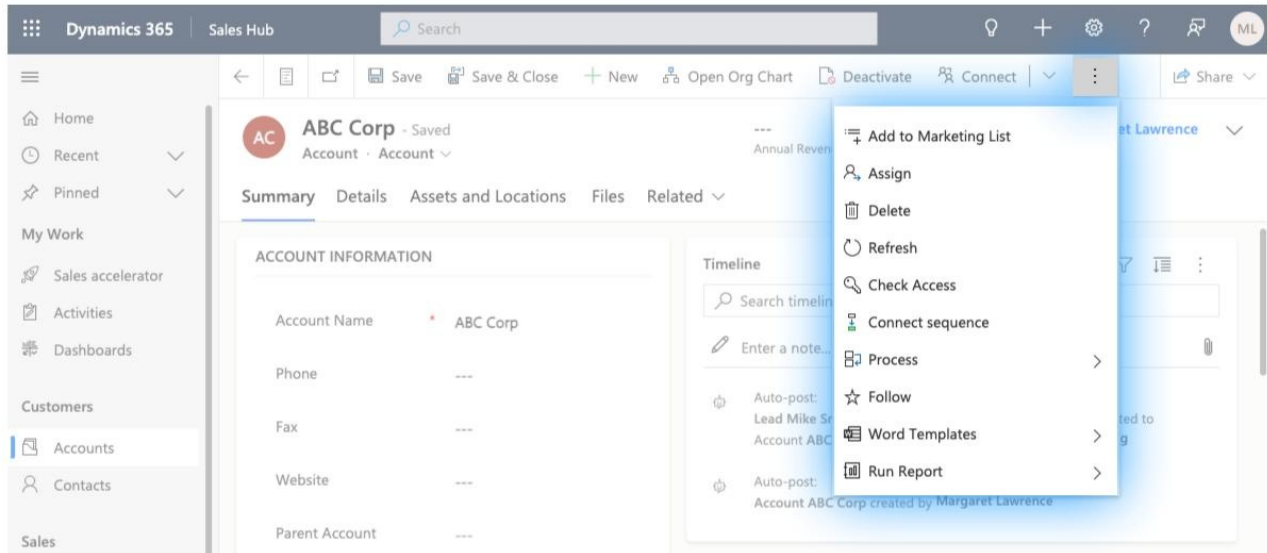 Dynamics 365 Sales Hub Search ML
Save Save & Close New Open Org Chart Deactivate Connect Share
Home
Recent
Pinned
My Work
Sales accelerator
Activities
Dashboards
Customers
Accounts
Contacts
Sales
AC
ABC Corp - Saved
Account · Account
---
Annual Reven
et Lawrence
Summary Details Assets and Locations Files Related
ACCOUNT INFORMATION
Account Name * ABC Corp
Phone ---
Fax ---
Website ---
Parent Account ---
Timeline
Search timelin
Enter a note...
Auto-post:
Lead Mike Sr ted to
Account ABC g
Auto-post:
Account ABC Corp created by Margaret Lawrence
Add to Marketing List
Assign
Delete
Refresh
Check Access
Connect sequence
Process
Follow
Word Templates
Run Report